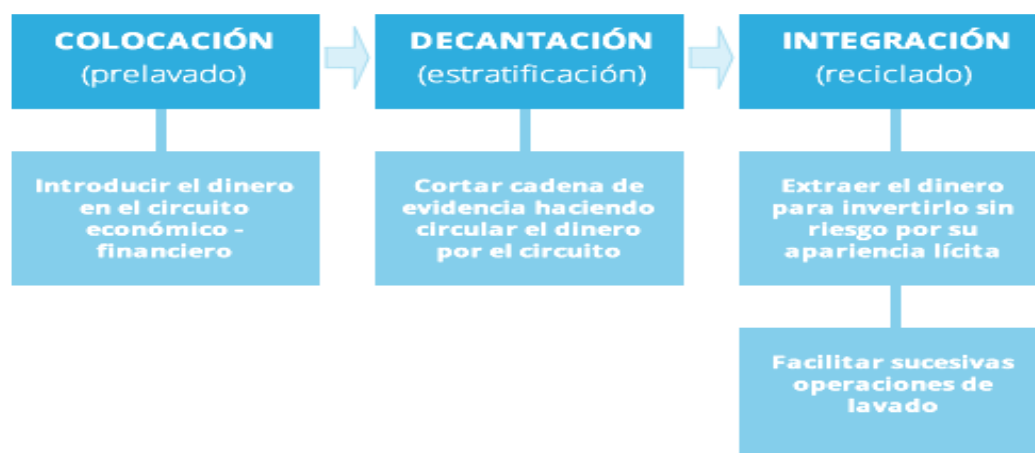 COLOCACIÓN
(prelavado)
Introducir el dinero
en el circuito
económico -
financiero
DECANTACIÓN
(estratificación)
Cortar cadena de
evidencia haciendo
circular el dinero
por el circuito
INTEGRACIÓN
(reciclado)
Extraer el dinero
para invertirlo sin
riesgo por su
apariencia lícita
Facilitar sucesivas
operaciones de
lavado